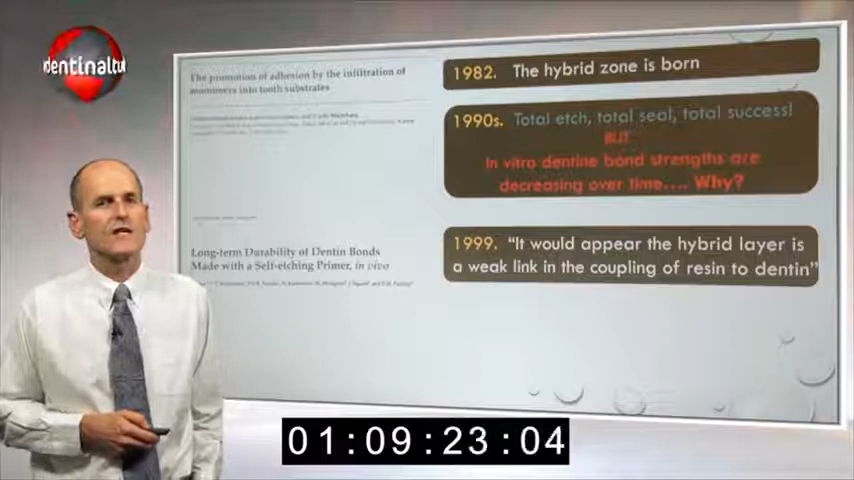 dentinaltv
The promotion of adhesion by the infiltration of
monomers into tooth substrates
Long-term Durability of Dentin Bonds
Made with a Self-etching Primer, in vivo
1982. The hybrid zone is born
1990s. Total etch, total seal, total success!
BUT
In vitro dentine bond strengths are
decreasing over time.... Why?
1999. “It would appear the hybrid layer is
a weak link in the coupling of resin to dentin”
01:09:23:04